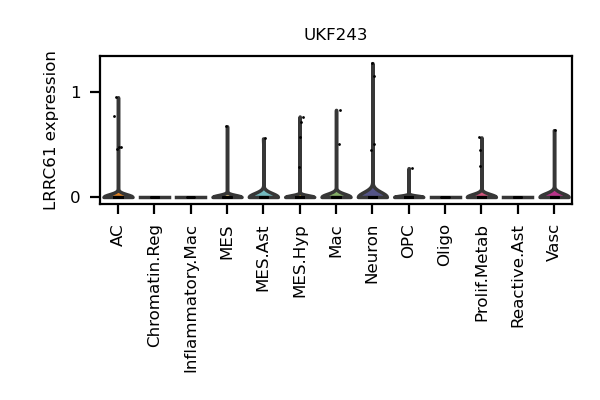 UKF243
LRRC61 expression
1
0
AC
Chromatin.Reg
Inflammatory.Mac
MES
MES.Ast
MES.Hyp
Mac
Neuron
OPC
Oligo
Prolif.Metab
Reactive.Ast
Vasc